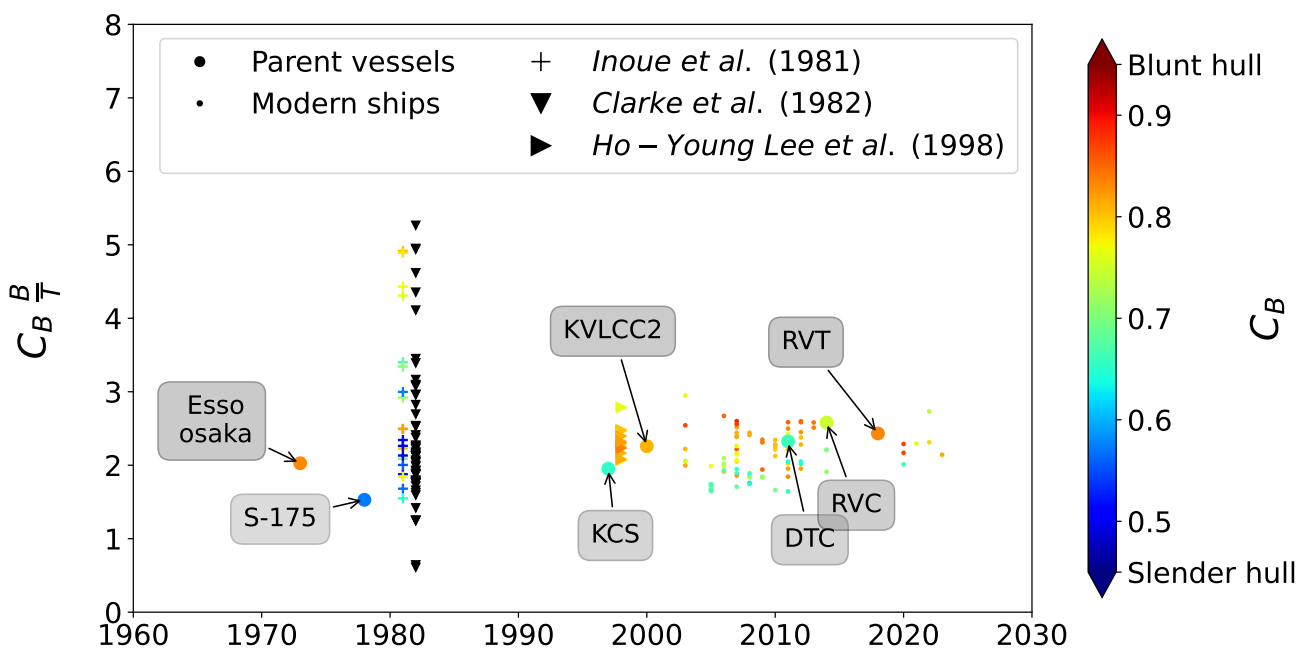 8
7
6
5
4
3
2
1
0
C_B B/T
Parent vessels
Modern ships
Inoue et al. (1981)
Clarke et al. (1982)
Ho − Young Lee et al. (1998)
Esso
osaka
S-175
KVLCC2
KCS
RVT
RVC
DTC
1960 1970 1980 1990 2000 2010 2020 2030
Blunt hull
0.9
0.8
0.7
0.6
0.5
Slender hull
C_B